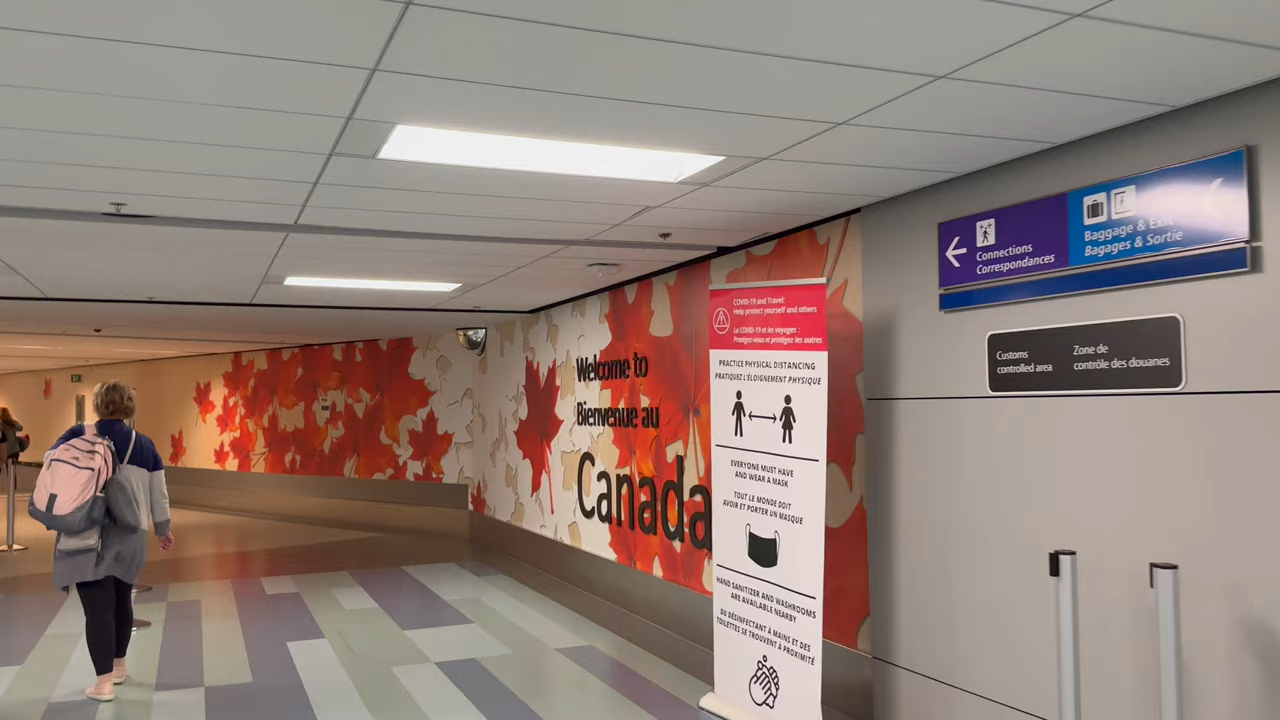 Connections
Correspondances
Baggage & Exit
Bagages & Sortie
Customs
controlled area
Zone de
contrôle des douanes
Welcome to
Bienvenue au
Canada
COVID-19 and Travel:
Help protect yourself and others
La COVID-19 et les voyages :
Protégez-vous et protégez les autres
PRACTICE PHYSICAL DISTANCING
PRATIQUEZ L'ÉLOIGNEMENT PHYSIQUE
EVERYONE MUST HAVE
AND WEAR A MASK
TOUT LE MONDE DOIT
AVOIR ET PORTER UN MASQUE
HAND SANITIZER AND WASHROOMS
ARE AVAILABLE NEARBY
DU DÉSINFECTANT À MAINS ET DES
TOILETTES SE TROUVENT À PROXIMITÉ